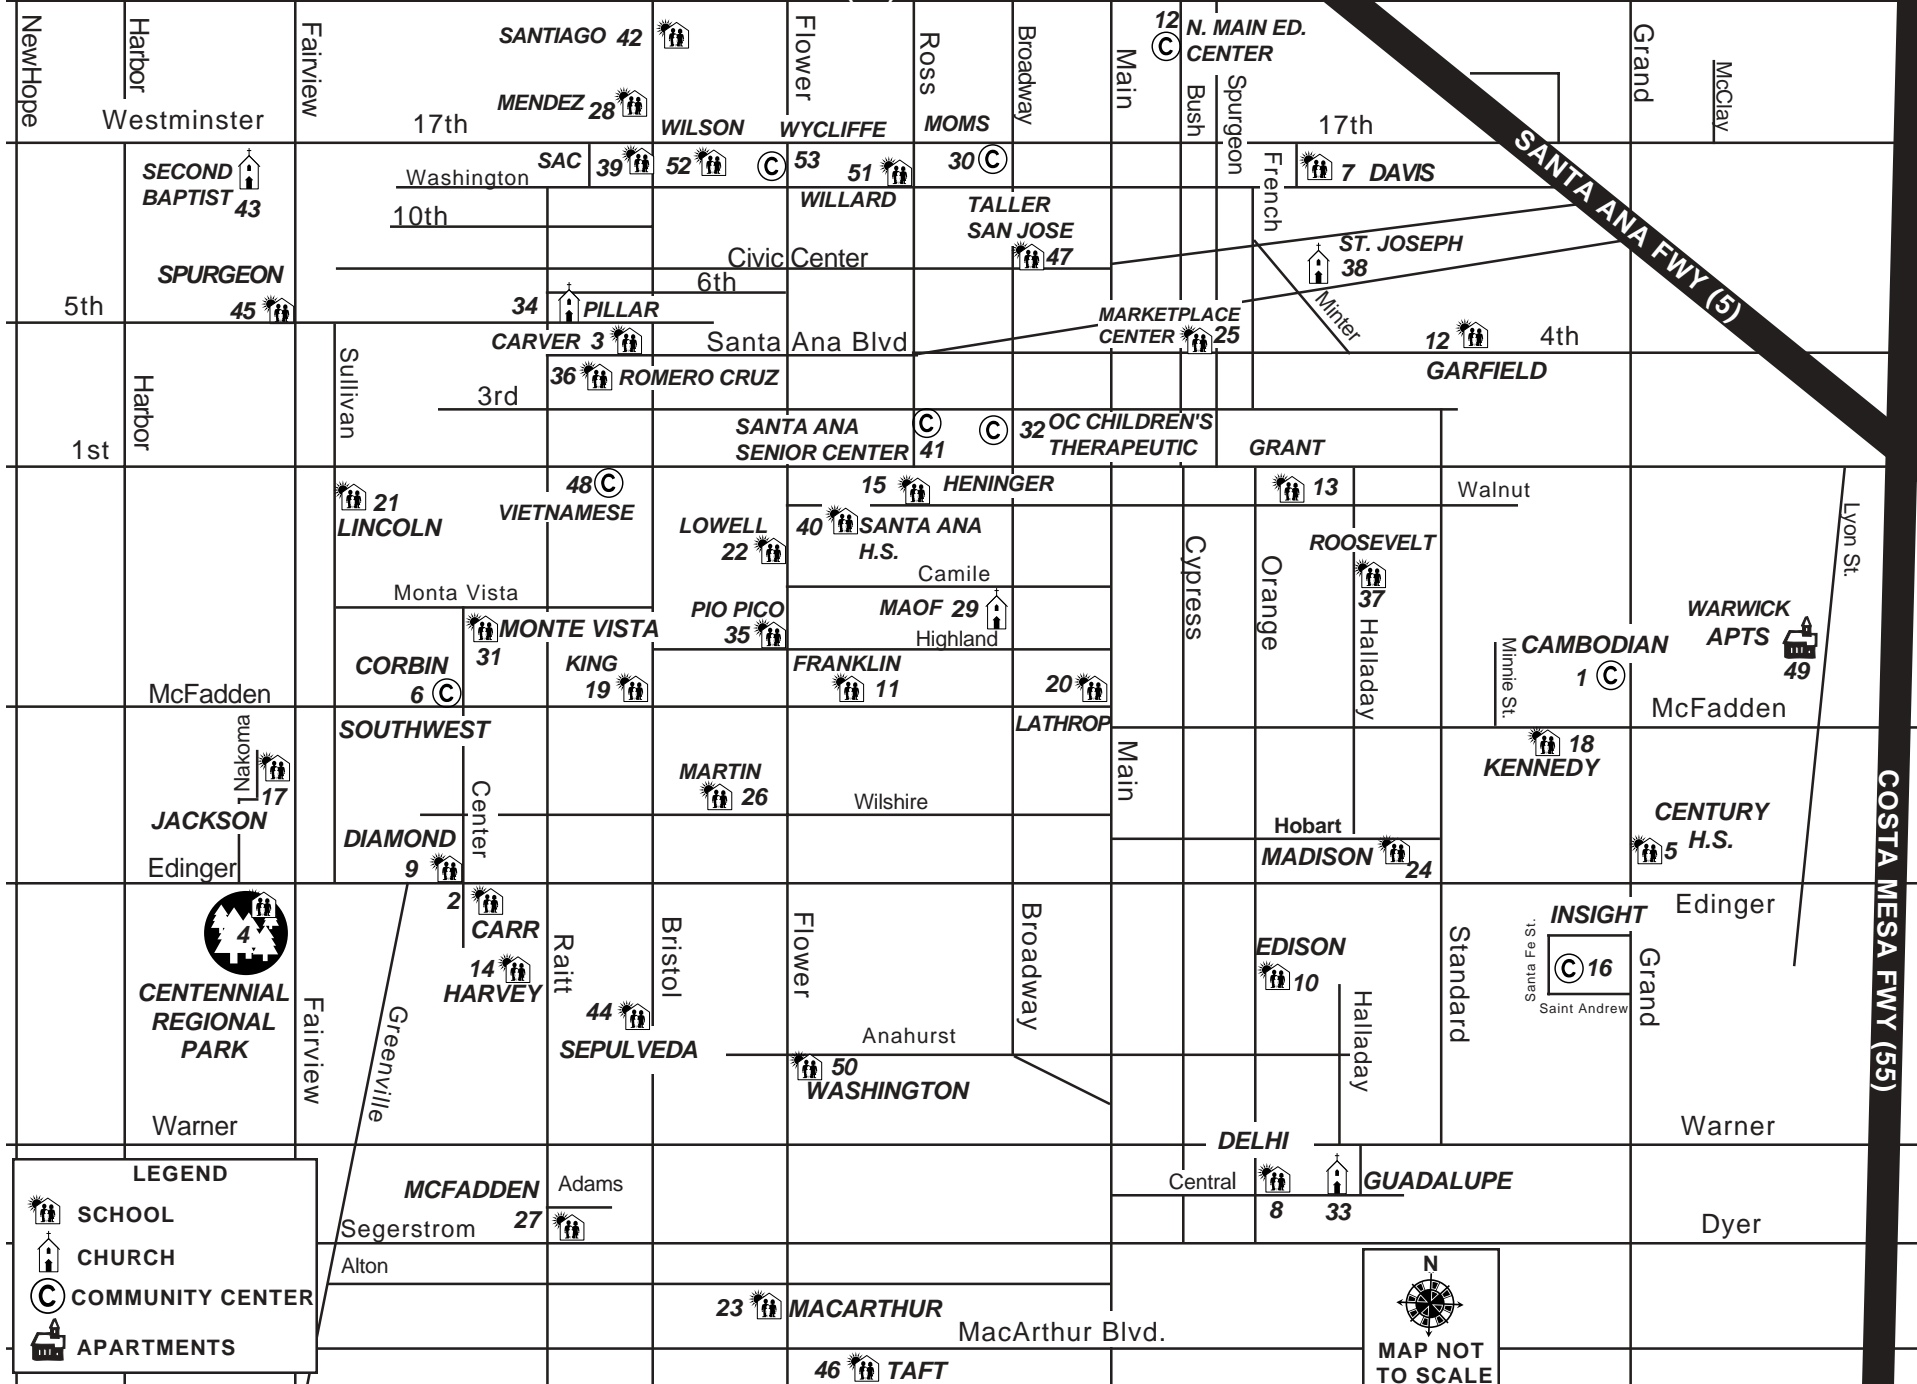 NewHope
Harbor
Fairview
SANTIAGO 42
Flower
Ross
Broadway
Main
12
N. MAIN ED.
CENTER
Grand
McClay
MENDEZ 28
Bush
Spurgeon
Westminster
17th
WILSON
WYCLIFFE
MOMS
17th
SANTA ANA FWY (5)
SECOND
BAPTIST 43
SAC 39
52
53
51
30
French
7 DAVIS
Washington
WILLARD
TALLER
SAN JOSE
47
10th
ST. JOSEPH
38
Civic Center
SPURGEON
45
6th
5th
34
PILLAR
Minter
MARKETPLACE
CENTER
25
CARVER 3
Santa Ana Blvd
12
4th
GARFIELD
Harbor
Sullivan
36
ROMERO CRUZ
3rd
SANTA ANA
SENIOR CENTER
41
32
OC CHILDREN'S
THERAPEUTIC
GRANT
1st
21
LINCOLN
48
VIETNAMESE
15
HENINGER
13
Walnut
LOWELL
22
40
SANTA ANA
H.S.
Lyon St.
Cypress
Orange
ROOSEVELT
37
Halladay
Camile
Monta Vista
PIO PICO
35
MAOF 29
Highland
WARWICK
APTS
49
MONTE VISTA
31
CORBIN
6
KING
19
FRANKLIN
11
20
Minnie St.
CAMBODIAN
1
McFadden
McFadden
SOUTHWEST
LATHROP
Nakoma
17
JACKSON
Center
MARTIN
26
Main
18
KENNEDY
Wilshire
COSTA MESA FWY (55)
CENTURY
H.S.
5
DIAMOND
9
Hobart
MADISON
24
Edinger
2
CARR
Edinger
4
CENTENNIAL
REGIONAL
PARK
Fairview
Greenville
14
HARVEY
Raitt
Bristol
Flower
Broadway
EDISON
10
Standard
Santa Fe St.
INSIGHT
16
Saint Andrew
Grand
44
SEPULVEDA
Halladay
Anahurst
50
WASHINGTON
Warner
Warner
DELHI
LEGEND
SCHOOL
CHURCH
COMMUNITY CENTER
APARTMENTS
MCFADDEN
27
Adams
Central
8
33
GUADALUPE
Segerstrom
Dyer
Alton
23
MACARTHUR
MacArthur Blvd.
46
TAFT
N
MAP NOT
TO SCALE